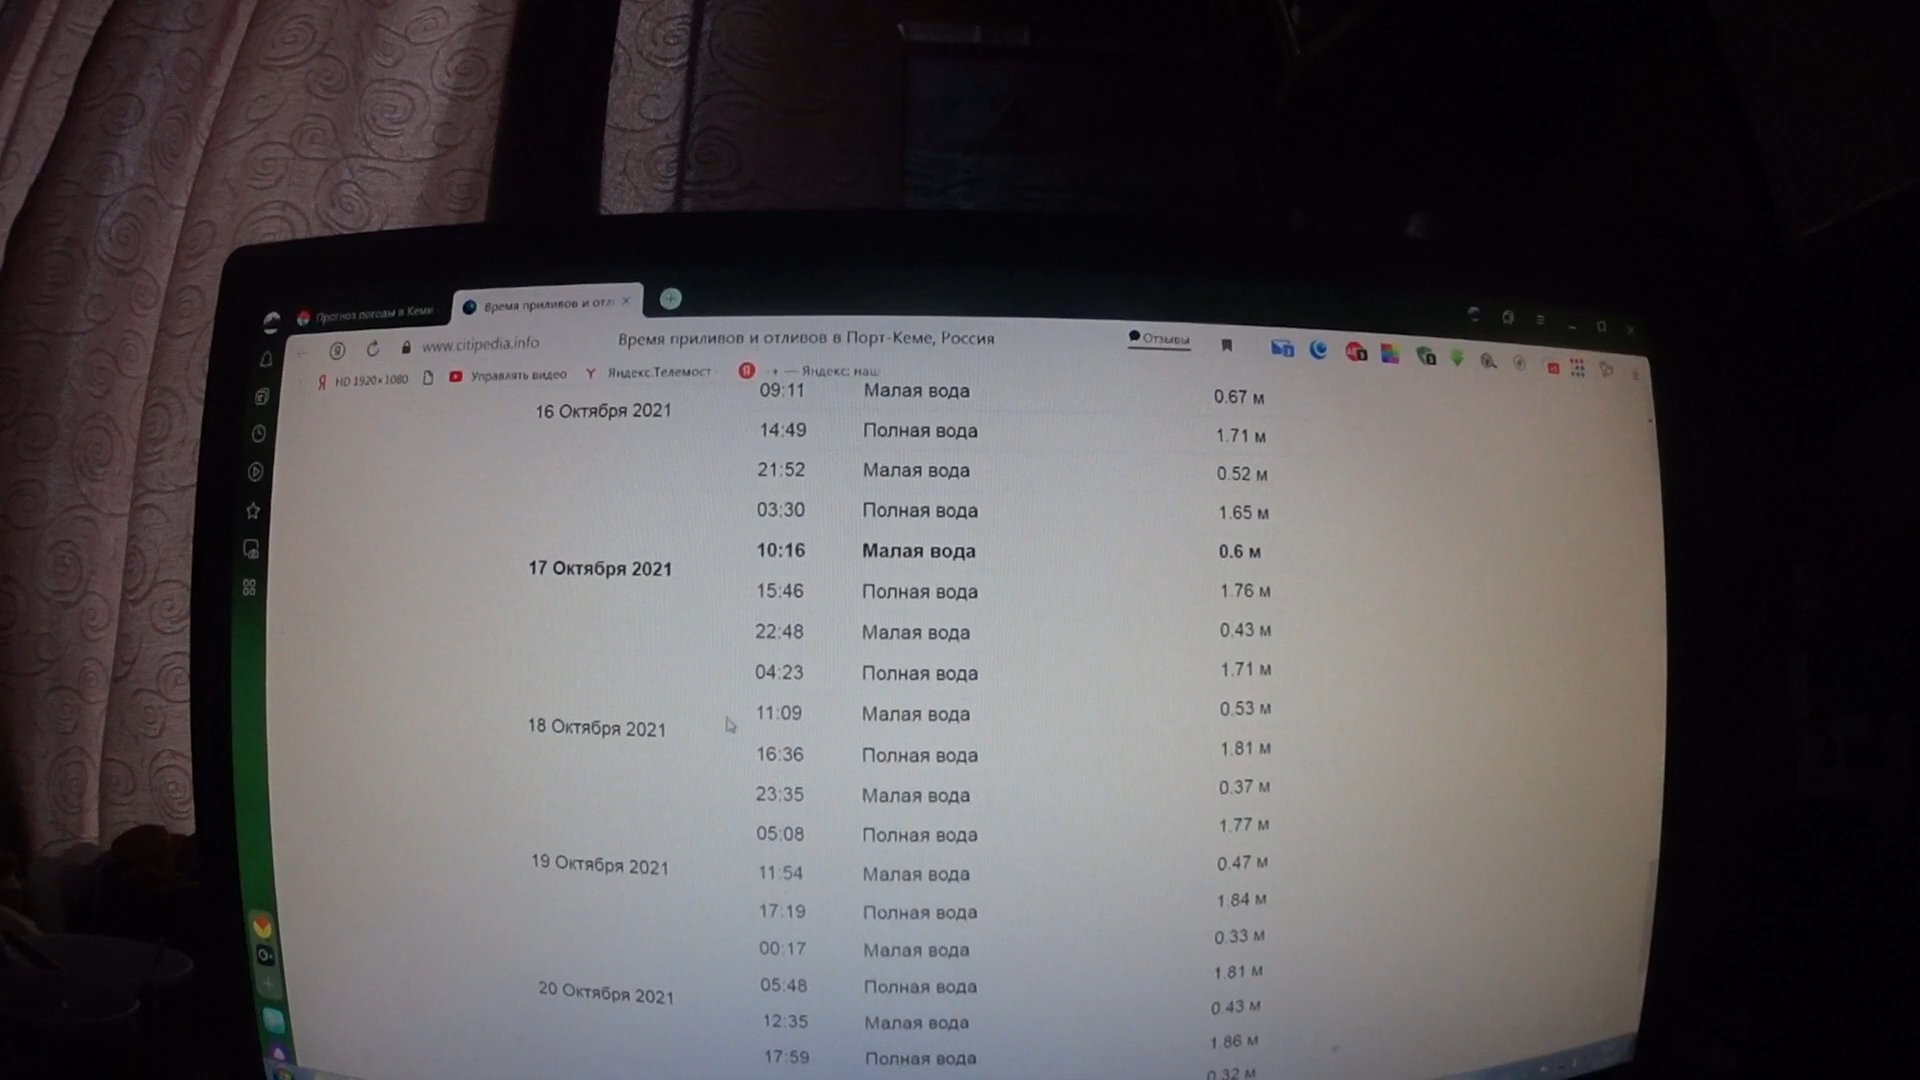 Прогноз погоды в Кеми
Время приливов и отл
www.citipedia.info Время приливов и отливов в Порт-Кеме, Россия Отзывы
HD 1920×1080 Управлять видео Яндекс.Телемост + — Яндекс: наш
09:11 Малая вода 0.67 м
16 Октября 2021
14:49 Полная вода 1.71 м
21:52 Малая вода 0.52 м
03:30 Полная вода 1.65 м
10:16 Малая вода 0.6 м
17 Октября 2021
15:46 Полная вода 1.76 м
22:48 Малая вода 0.43 м
04:23 Полная вода 1.71 м
11:09 Малая вода 0.53 м
18 Октября 2021
16:36 Полная вода 1.81 м
23:35 Малая вода 0.37 м
05:08 Полная вода 1.77 м
19 Октября 2021
11:54 Малая вода 0.47 м
17:19 Полная вода 1.84 м
00:17 Малая вода 0.33 м
05:48 Полная вода 1.81 м
20 Октября 2021
12:35 Малая вода 0.43 м
17:59 Полная вода 1.86 м
0.32 м